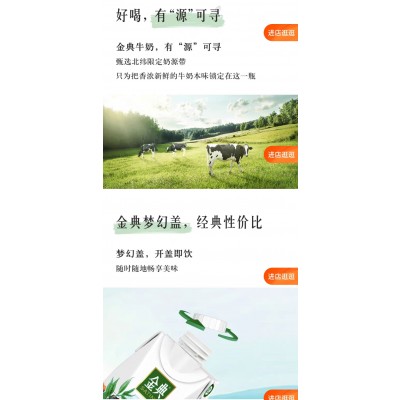 好喝，有“源”可寻
进店逛逛
金典牛奶，有“源”可寻
甄选北纬限定奶源带
只为把香浓新鲜的牛奶本味锁定在这一瓶
进店逛逛
金典梦幻盖，经典性价比
梦幻盖，开盖即饮
随时随地畅享美味
进店逛逛
金典
进店逛逛